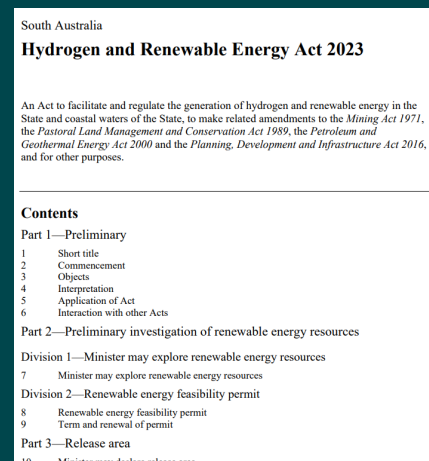 South Australia
Hydrogen and Renewable Energy Act 2023
An Act to facilitate and regulate the generation of hydrogen and renewable energy in the
State and coastal waters of the State, to make related amendments to the Mining Act 1971,
the Pastoral Land Management and Conservation Act 1989, the Petroleum and
Geothermal Energy Act 2000 and the Planning, Development and Infrastructure Act 2016,
and for other purposes.
Contents
Part 1—Preliminary
1 Short title
2 Commencement
3 Objects
4 Interpretation
5 Application of Act
6 Interaction with other Acts
Part 2—Preliminary investigation of renewable energy resources
Division 1—Minister may explore renewable energy resources
7 Minister may explore renewable energy resources
Division 2—Renewable energy feasibility permit
8 Renewable energy feasibility permit
9 Term and renewal of permit
Part 3—Release area
10 Minister may declare release area